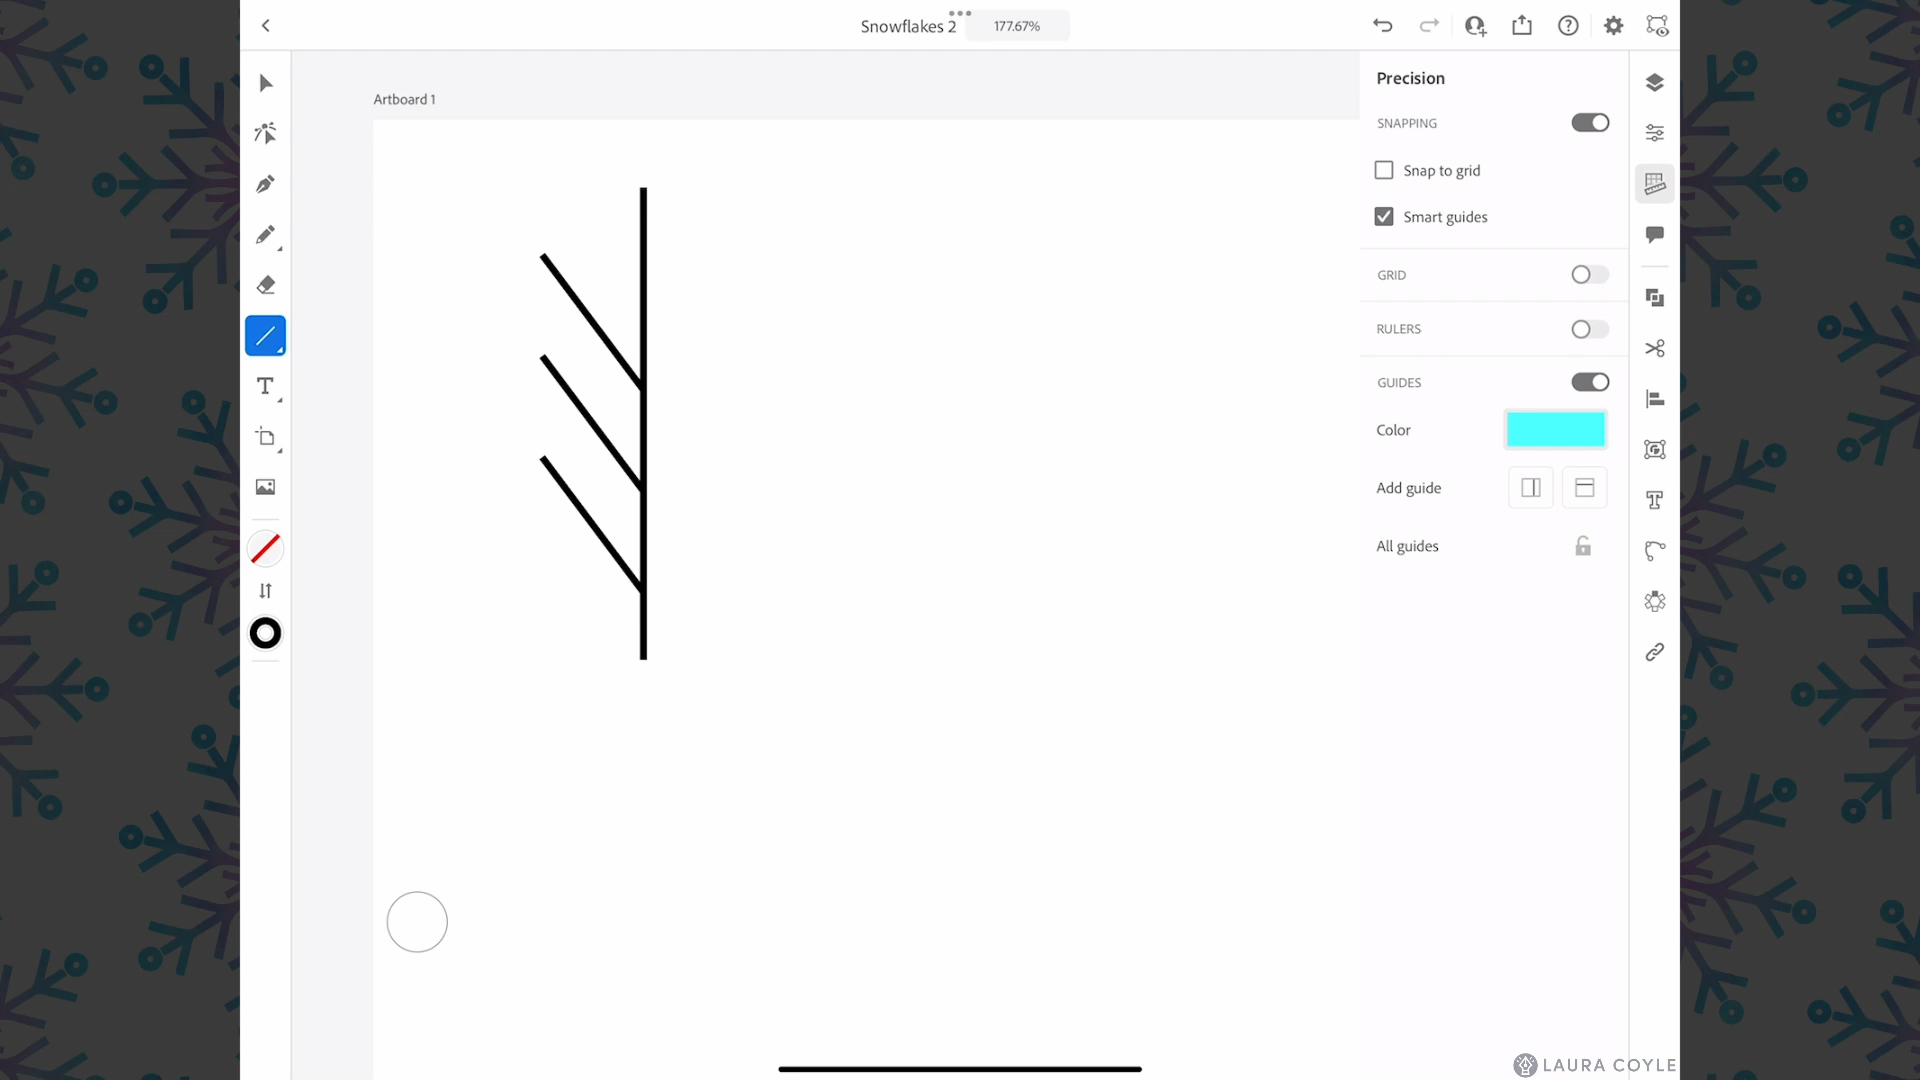 Snowflakes 2
177.67%
Artboard 1
Precision
SNAPPING
Snap to grid
Smart guides
GRID
RULERS
GUIDES
Color
Add guide
All guides
LAURA COYLE